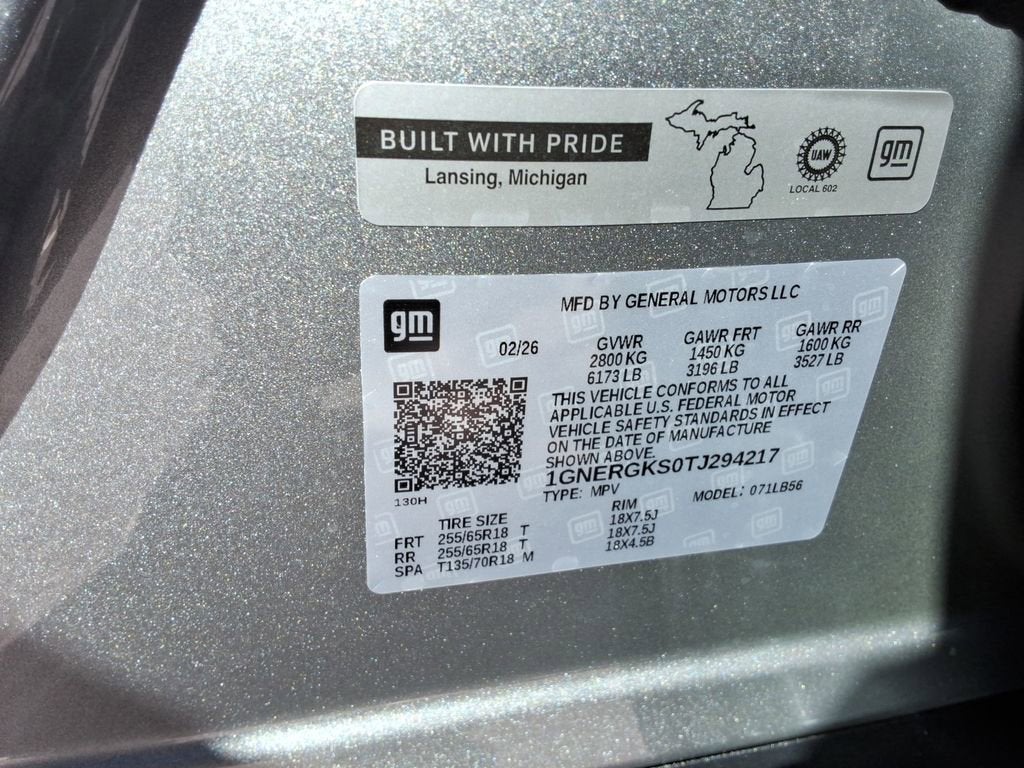 BUILT WITH PRIDE
Lansing, Michigan
UAW
LOCAL 602
gm
gm
MFD BY GENERAL MOTORS LLC
02/26
GVWR GAWR FRT GAWR RR
2800 KG 1450 KG 1600 KG
6173 LB 3196 LB 3527 LB
THIS VEHICLE CONFORMS TO ALL
APPLICABLE U.S. FEDERAL MOTOR
VEHICLE SAFETY STANDARDS IN EFFECT
ON THE DATE OF MANUFACTURE
SHOWN ABOVE.
1GNERGKS0TJ294217
TYPE: MPV MODEL: 071LB56
130H
TIRE SIZE RIM
FRT 255/65R18 T 18X7.5J
RR 255/65R18 T 18X7.5J
SPA T135/70R18 M 18X4.5B